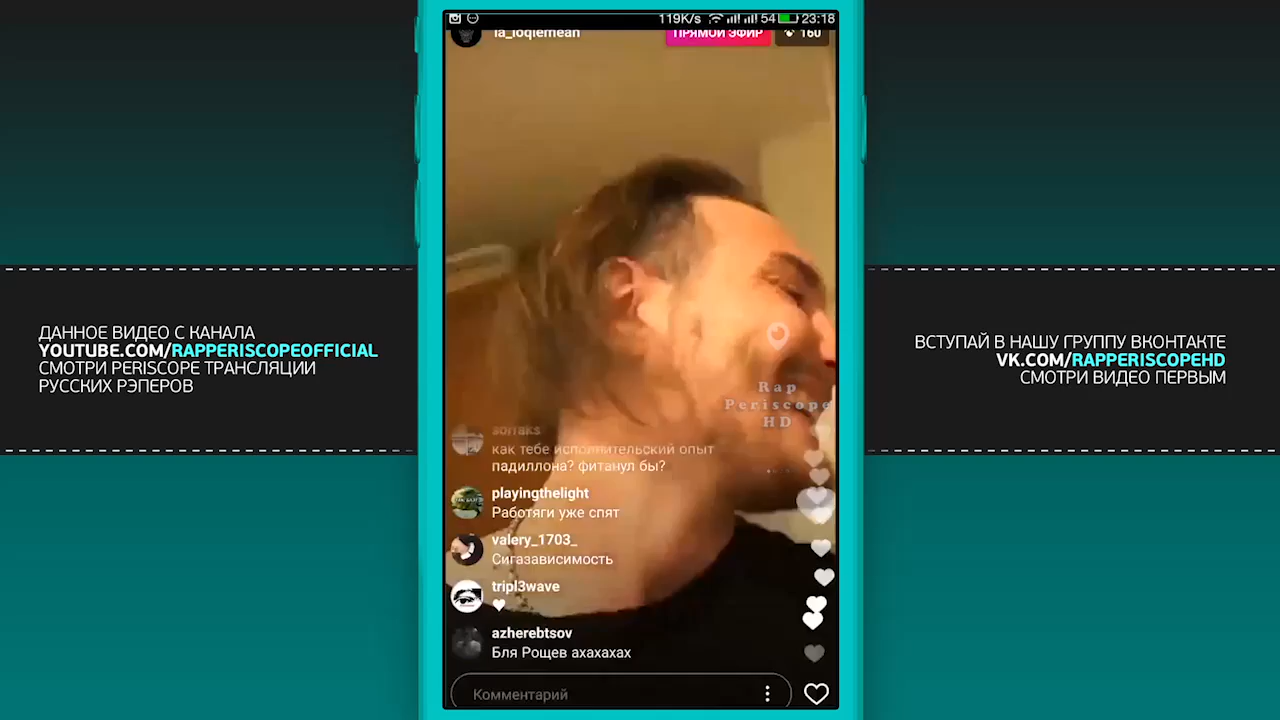 119K/s 54 23:18
la_loqiemean
ПРЯМОЙ ЭФИР 160
ДАННОЕ ВИДЕО С КАНАЛА
YOUTUBE.COM/RAPPERISCOPEOFFICIAL
СМОТРИ PERISCOPE ТРАНСЛЯЦИИ
РУССКИХ РЭПЕРОВ
ВСТУПАЙ В НАШУ ГРУППУ ВКОНТАКТЕ
VK.COM/RAPPERISCOPEHD
СМОТРИ ВИДЕО ПЕРВЫМ
Rap
Periscope
HD
sorraks
как тебе исполнительский опыт
падиллона? фитанул бы?
playingthelight
Работяги уже спят
valery_1703_
Сигазависимость
tripl3wave
azherebtsov
Бля Рощев ахахахах
Комментарий